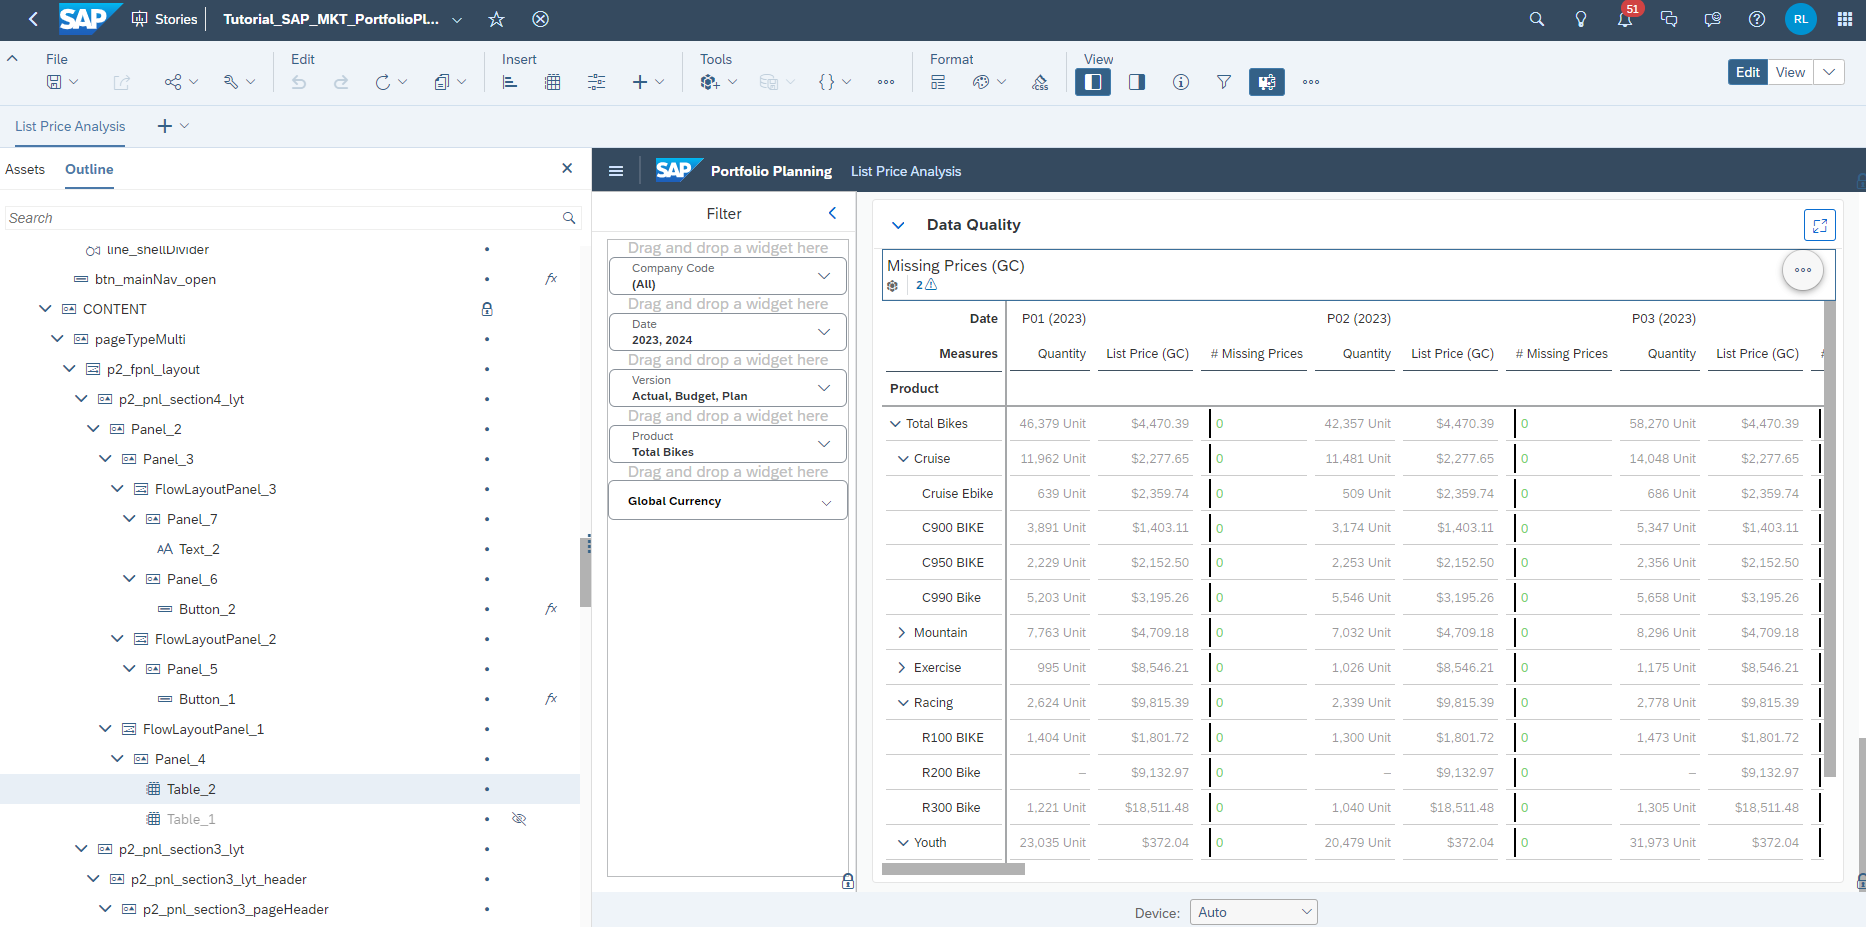 SAP Stories Tutorial_SAP_MKT_PortfolioPl... 51 RL
File Edit Insert Tools Format View
Edit View
List Price Analysis
Assets Outline
Search
line_shellDivider
btn_mainNav_open fx
CONTENT
pageTypeMulti
p2_fpnl_layout
p2_pnl_section4_lyt
Panel_2
Panel_3
FlowLayoutPanel_3
Panel_7
AA Text_2
Panel_6
Button_2 fx
FlowLayoutPanel_2
Panel_5
Button_1 fx
FlowLayoutPanel_1
Panel_4
Table_2
Table_1
p2_pnl_section3_lyt
p2_pnl_section3_lyt_header
p2_pnl_section3_pageHeader
SAP Portfolio Planning List Price Analysis
Filter
Drag and drop a widget here
Company Code
(All)
Drag and drop a widget here
Date
2023, 2024
Drag and drop a widget here
Version
Actual, Budget, Plan
Drag and drop a widget here
Product
Total Bikes
Drag and drop a widget here
Global Currency
Data Quality
Missing Prices (GC)
2
Date P01 (2023) P02 (2023) P03 (2023)
Measures Quantity List Price (GC) # Missing Prices Quantity List Price (GC) # Missing Prices Quantity List Price (GC) #
Product
Total Bikes 46,379 Unit $4,470.39 0 42,357 Unit $4,470.39 0 58,270 Unit $4,470.39
Cruise 11,962 Unit $2,277.65 0 11,481 Unit $2,277.65 0 14,048 Unit $2,277.65
Cruise Ebike 639 Unit $2,359.74 0 509 Unit $2,359.74 0 686 Unit $2,359.74
C900 BIKE 3,891 Unit $1,403.11 0 3,174 Unit $1,403.11 0 5,347 Unit $1,403.11
C950 BIKE 2,229 Unit $2,152.50 0 2,253 Unit $2,152.50 0 2,356 Unit $2,152.50
C990 Bike 5,203 Unit $3,195.26 0 5,546 Unit $3,195.26 0 5,658 Unit $3,195.26
Mountain 7,763 Unit $4,709.18 0 7,032 Unit $4,709.18 0 8,296 Unit $4,709.18
Exercise 995 Unit $8,546.21 0 1,026 Unit $8,546.21 0 1,175 Unit $8,546.21
Racing 2,624 Unit $9,815.39 0 2,339 Unit $9,815.39 0 2,778 Unit $9,815.39
R100 BIKE 1,404 Unit $1,801.72 0 1,300 Unit $1,801.72 0 1,473 Unit $1,801.72
R200 Bike – $9,132.97 0 – $9,132.97 0 – $9,132.97
R300 Bike 1,221 Unit $18,511.48 0 1,040 Unit $18,511.48 0 1,305 Unit $18,511.48
Youth 23,035 Unit $372.04 0 20,479 Unit $372.04 0 31,973 Unit $372.04
Device: Auto